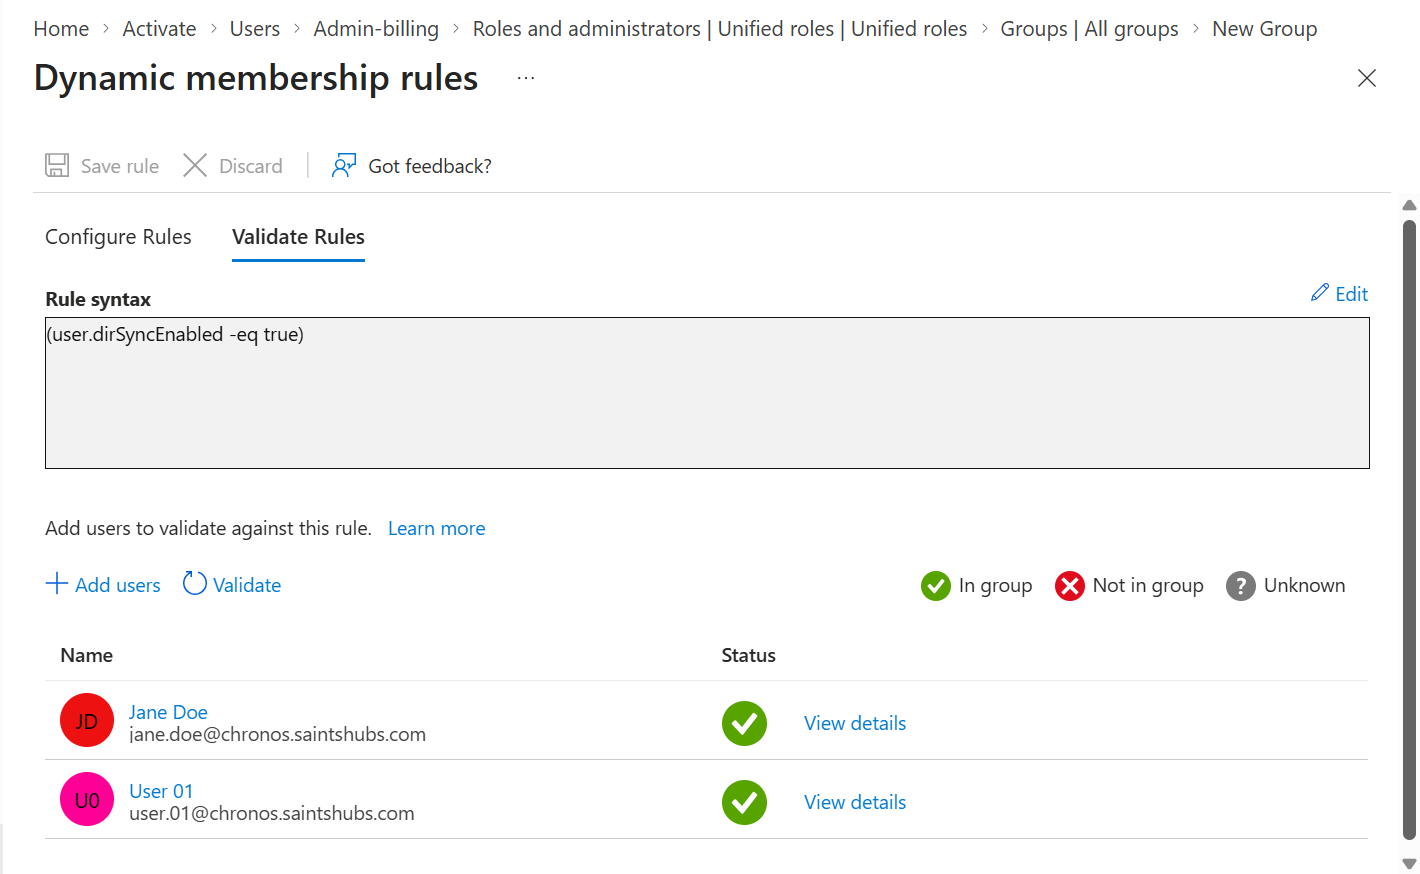 Home > Activate > Users > Admin-billing > Roles and administrators | Unified roles | Unified roles > Groups | All groups > New Group
Dynamic membership rules ...
Save rule Discard Got feedback?
Configure Rules Validate Rules
Rule syntax Edit
(user.dirSyncEnabled -eq true)
Add users to validate against this rule. Learn more
Add users Validate In group Not in group ? Unknown
Name Status
JD Jane Doe View details
jane.doe@chronos.saintshubs.com
U0 User 01 View details
user.01@chronos.saintshubs.com